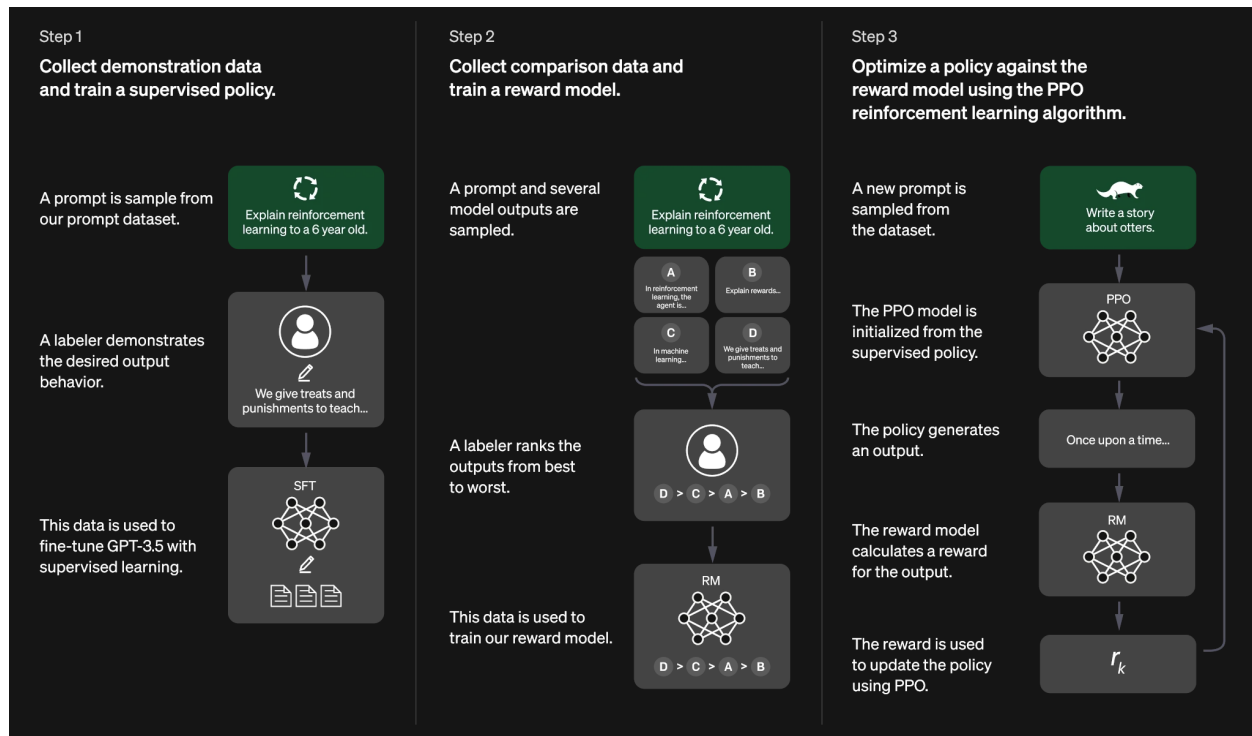 Step 1
Collect demonstration data
and train a supervised policy.
A prompt is sample from
our prompt dataset.
Explain reinforcement
learning to a 6 year old.
A labeler demonstrates
the desired output
behavior.
We give treats and
punishments to teach...
SFT
This data is used to
fine-tune GPT-3.5 with
supervised learning.
Step 2
Collect comparison data and
train a reward model.
A prompt and several
model outputs are
sampled.
Explain reinforcement
learning to a 6 year old.
A
In reinforcement
learning, the
agent is...
B
Explain rewards...
C
In machine
learning...
D
We give treats and
punishments to
teach...
A labeler ranks the
outputs from best
to worst.
D > C > A > B
RM
This data is used to
train our reward model.
D > C > A > B
Step 3
Optimize a policy against the
reward model using the PPO
reinforcement learning algorithm.
A new prompt is
sampled from
the dataset.
Write a story
about otters.
PPO
The PPO model is
initialized from the
supervised policy.
The policy generates
an output.
Once upon a time...
RM
The reward model
calculates a reward
for the output.
The reward is used
to update the policy
using PPO.
rk